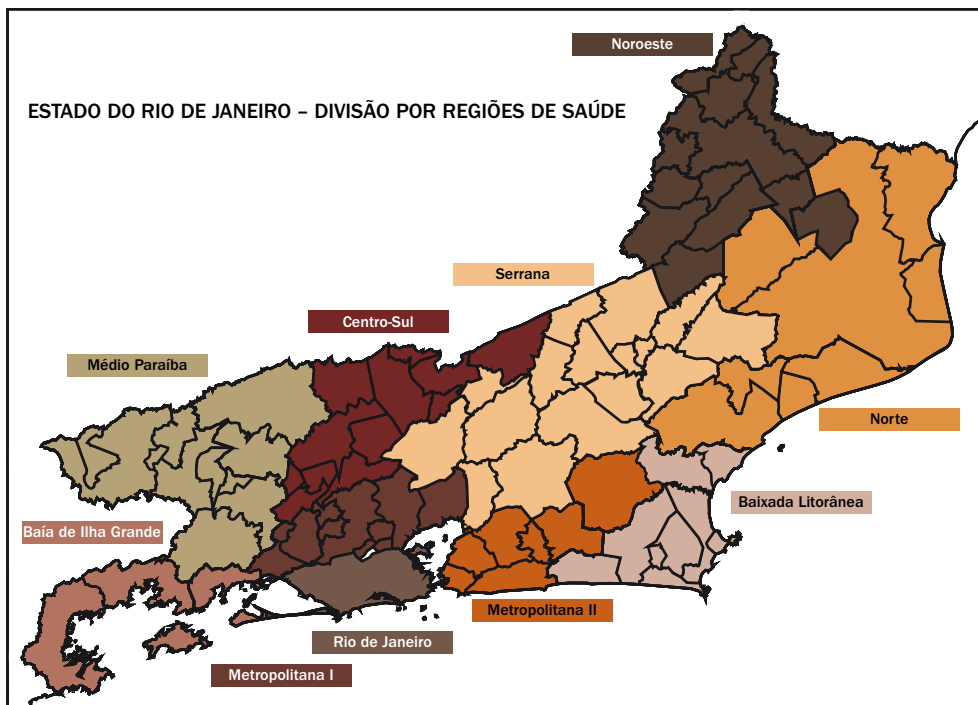 Noroeste
ESTADO DO RIO DE JANEIRO – DIVISÃO POR REGIÕES DE SAÚDE
Serrana
Centro-Sul
Médio Paraíba
Norte
Baixada Litorânea
Baía de Ilha Grande
Metropolitana II
Rio de Janeiro
Metropolitana I